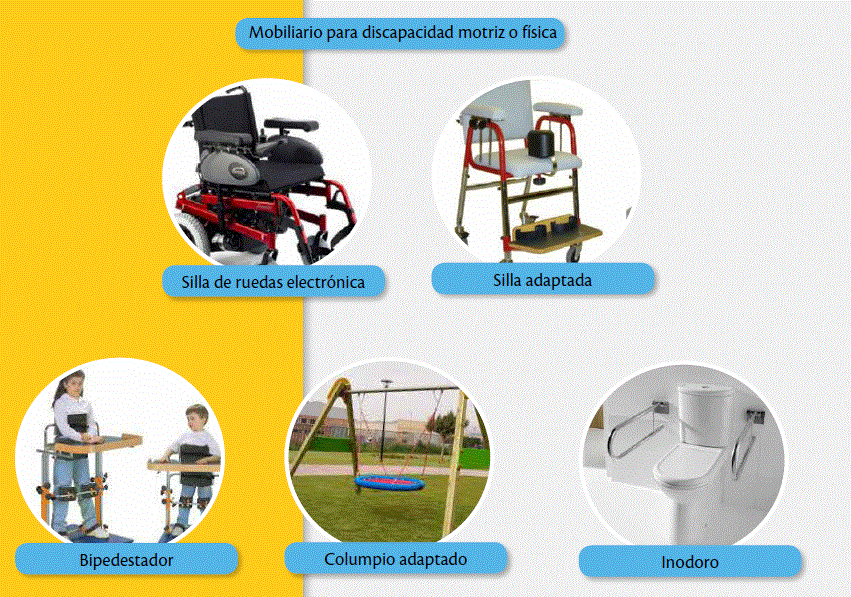 Mobiliario para discapacidad motriz o física
Silla de ruedas electrónica
Silla adaptada
Bipedestador
Columpio adaptado
Inodoro